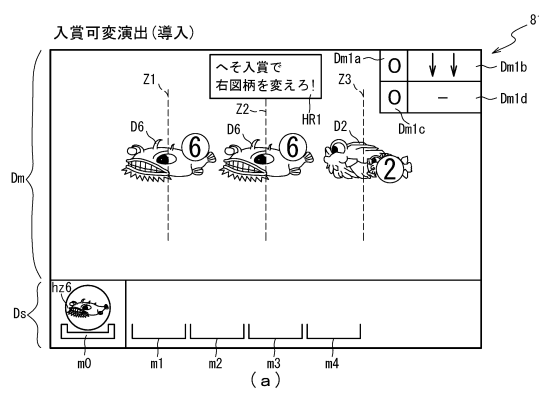 入賞可変演出(導入)
8
へそ入賞で
右図柄を変えろ!
HR1
Z1
Z2
Z3
Dm1a
0
↓↓
Dm1b
0
-
Dm1d
Dm1c
D6
6
D6
6
D2
2
Dm
Ds
hz6
m0
m1
m2
m3
m4
(a)